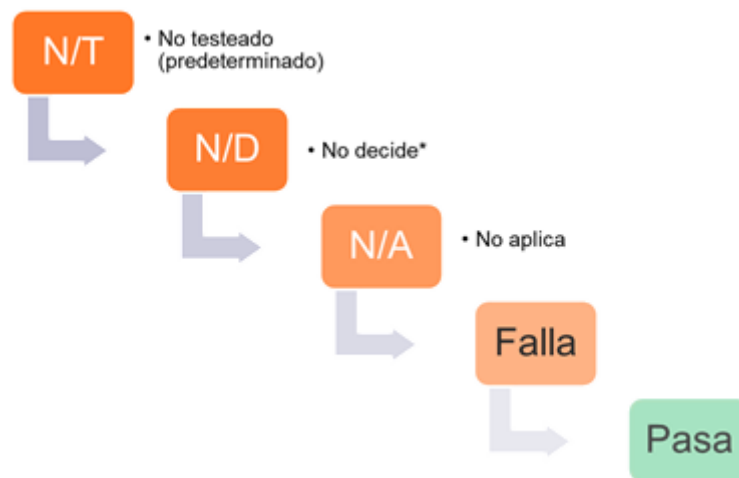 N/T
• No testeado
(predeterminado)
N/D
• No decide*
N/A
• No aplica
Falla
Pasa